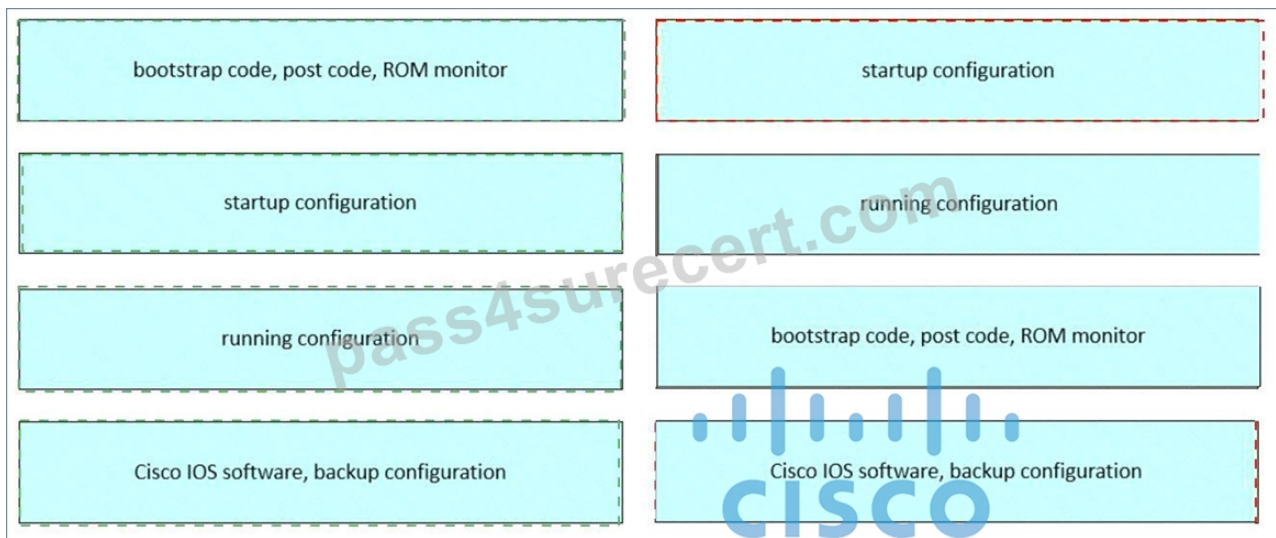 bootstrap code, post code, ROM monitor
startup configuration
startup configuration
running configuration
running configuration
bootstrap code, post code, ROM monitor
Cisco IOS software, backup configuration
Cisco IOS software, backup configuration
pass4surecert.com
CISCO